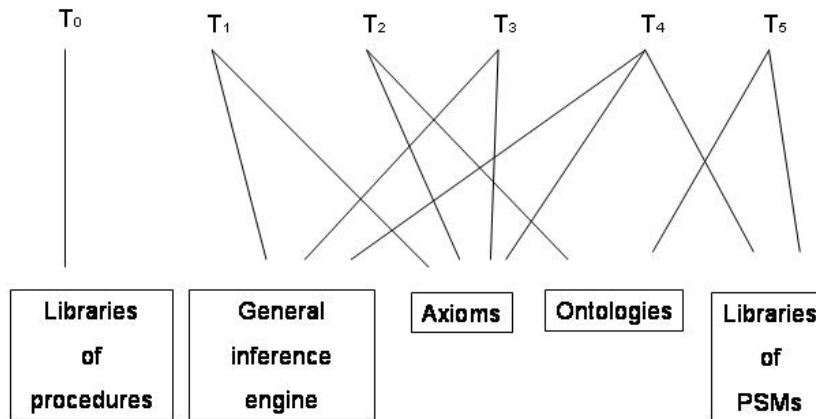 T₀ T₁ T₂ T₃ T₄ T₅
Libraries
of
procedures
General
inference
engine
Axioms
Ontologies
Libraries
of
PSMs